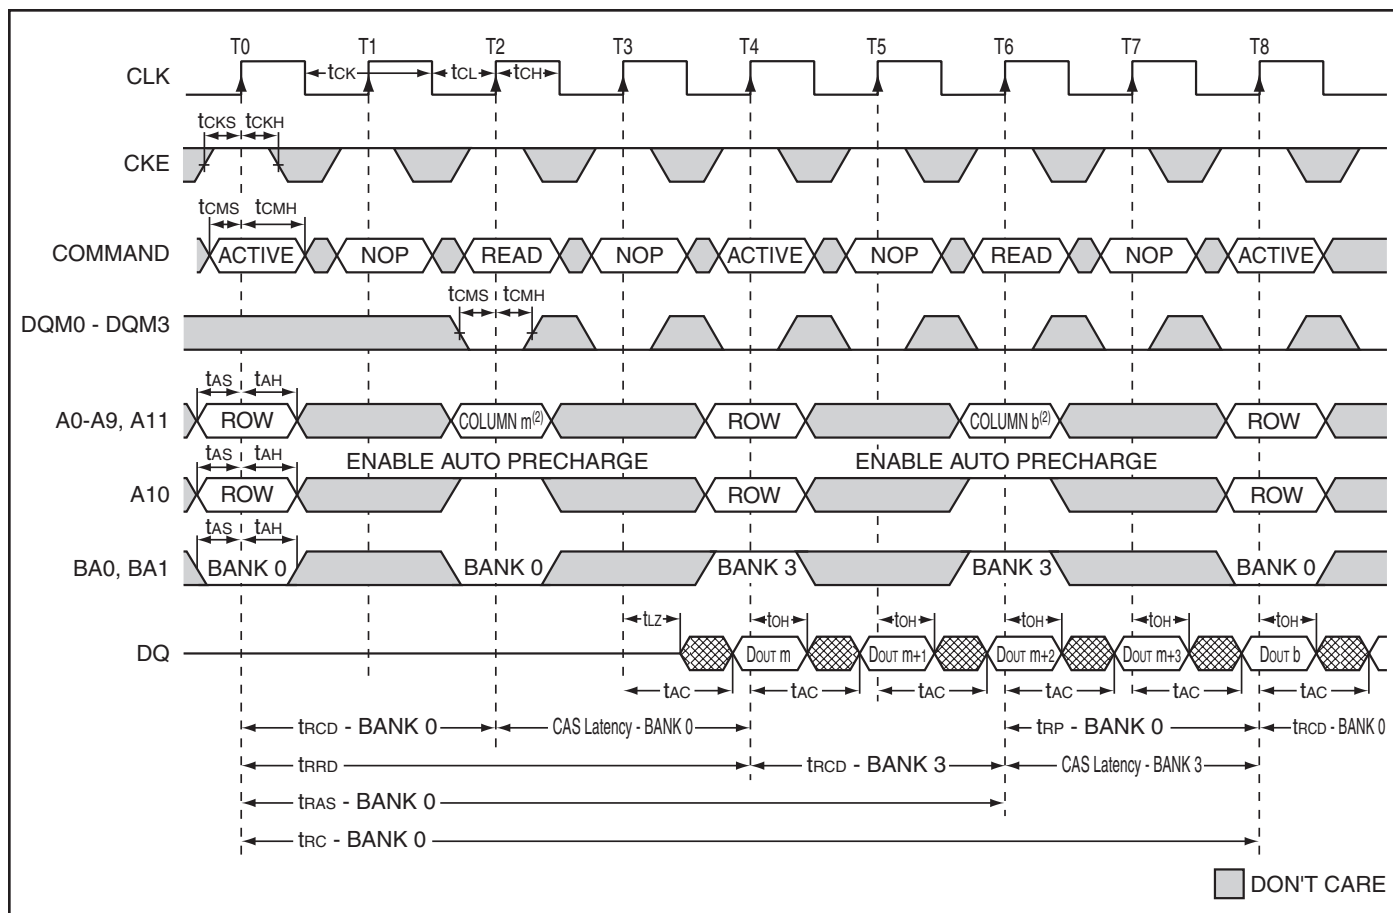 T0 T1 T2 T3 T4 T5 T6 T7 T8
CLK tCK tCL tCH
tCKS tCKH
CKE
tCMS tCMH
COMMAND ACTIVE NOP READ NOP ACTIVE NOP READ NOP ACTIVE
tCMS tCMH
DQM0 - DQM3
tAS tAH
A0-A9, A11 ROW COLUMN m(2) ROW COLUMN b(2) ROW
tAS tAH ENABLE AUTO PRECHARGE ENABLE AUTO PRECHARGE
A10 ROW ROW ROW
tAS tAH
BA0, BA1 BANK 0 BANK 0 BANK 3 BANK 3 BANK 0
tLZ tOH tOH tOH tOH tOH
DQ DOUT m DOUT m+1 DOUT m+2 DOUT m+3 DOUT b
tAC tAC tAC tAC tAC tAC
tRCD - BANK 0 CAS Latency - BANK 0 tRP - BANK 0 tRCD - BANK 0
tRRD tRCD - BANK 3 CAS Latency - BANK 3
tRAS - BANK 0
tRC - BANK 0
DON'T CARE